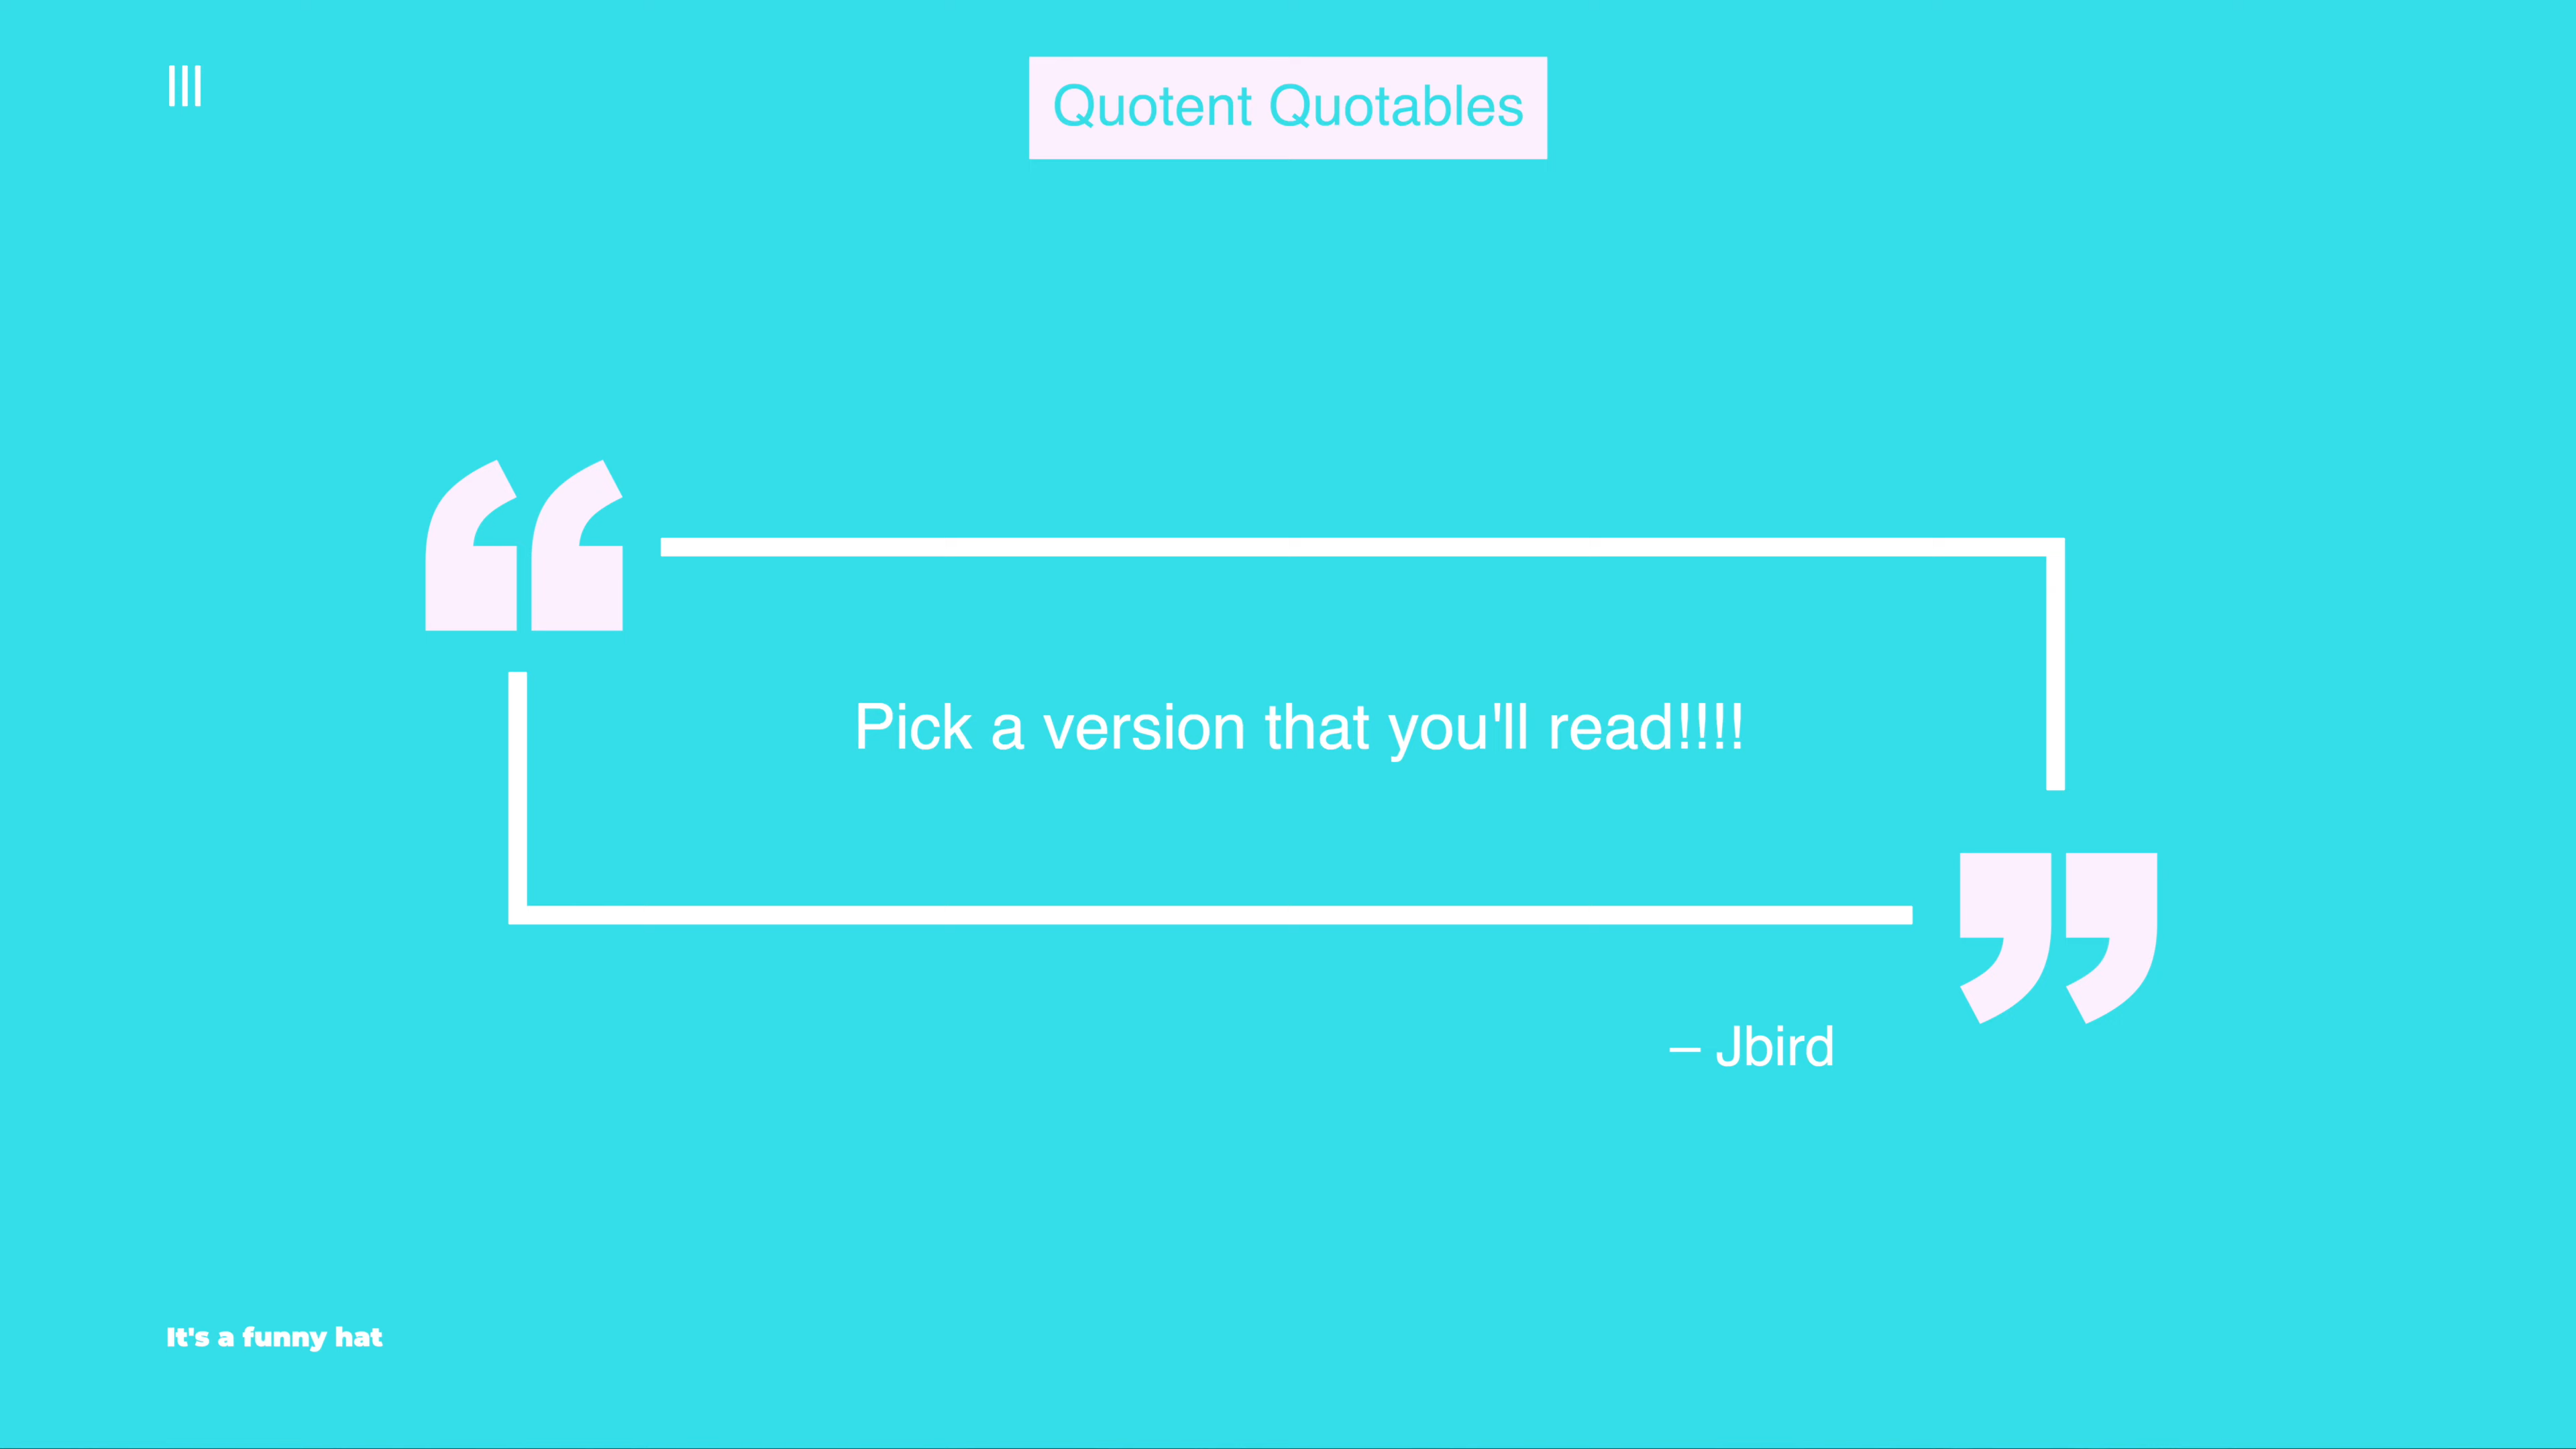 Quotent Quotables
Pick a version that you'll read!!!!
– Jbird
It's a funny hat